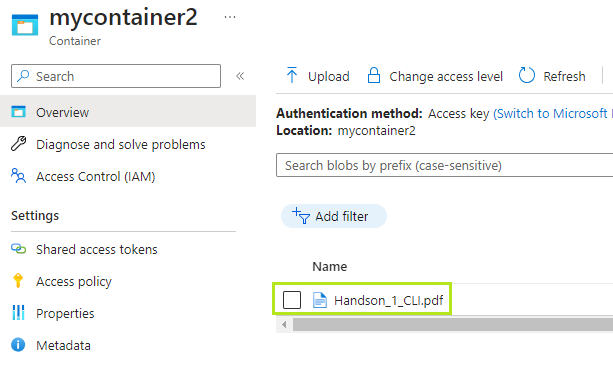 mycontainer2 ...
Container
Search
«
Overview
Diagnose and solve problems
Access Control (IAM)
Settings
Shared access tokens
Access policy
Properties
Metadata
Upload
Change access level
Refresh
Authentication method: Access key (Switch to Microsoft
Location: mycontainer2
Search blobs by prefix (case-sensitive)
Add filter
Name
Handson_1_CLI.pdf